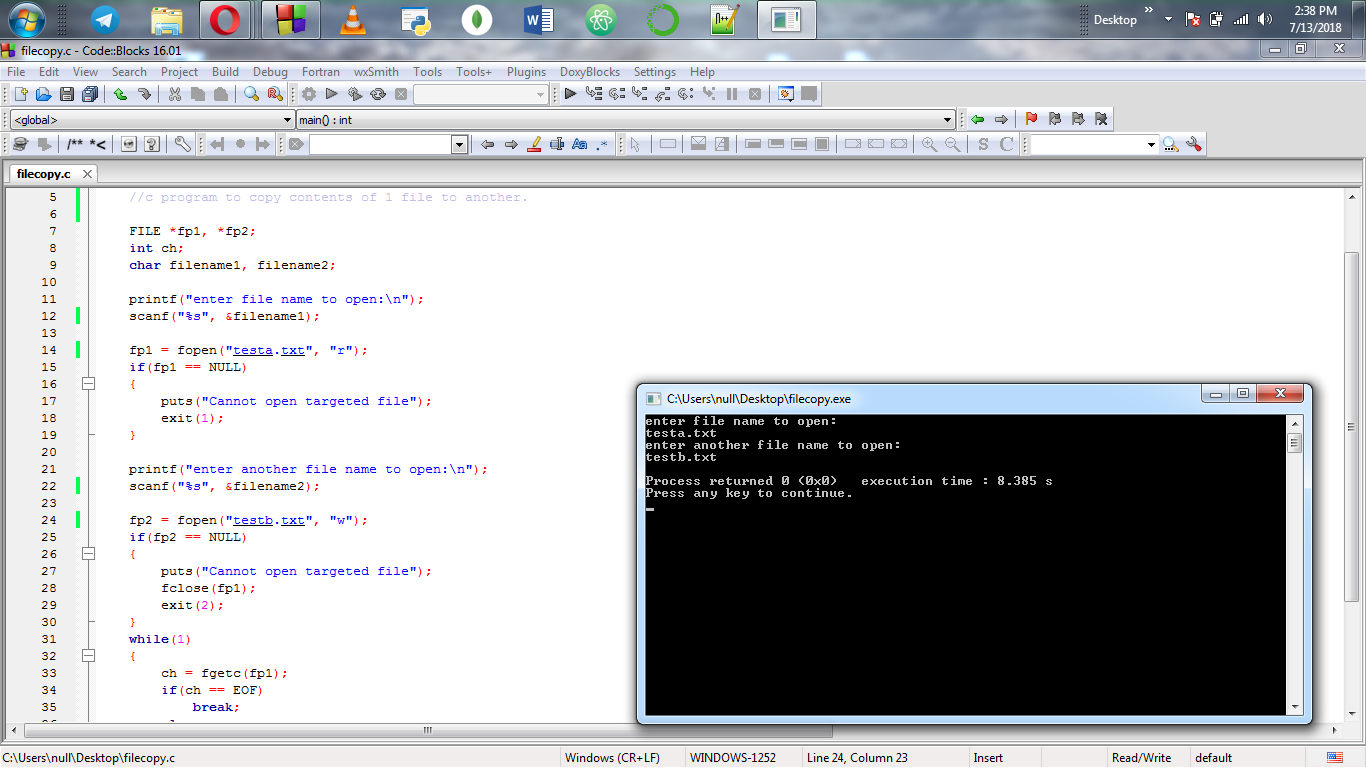 Desktop
2:38 PM
7/13/2018
filecopy.c - Code::Blocks 16.01
File Edit View Search Project Build Debug Fortran wxSmith Tools Tools+ Plugins DoxyBlocks Settings Help
<global> main() : int
/** *< Aa .* S C
filecopy.c
5 //c program to copy contents of 1 file to another.
6
7 FILE *fp1, *fp2;
8 int ch;
9 char filename1, filename2;
10
11 printf("enter file name to open:\n");
12 scanf("%s", &filename1);
13
14 fp1 = fopen("testa.txt", "r");
15 if(fp1 == NULL)
16 {
17 puts("Cannot open targeted file");
18 exit(1);
19 }
20
21 printf("enter another file name to open:\n");
22 scanf("%s", &filename2);
23
24 fp2 = fopen("testb.txt", "w");
25 if(fp2 == NULL)
26 {
27 puts("Cannot open targeted file");
28 fclose(fp1);
29 exit(2);
30 }
31 while(1)
32 {
33 ch = fgetc(fp1);
34 if(ch == EOF)
35 break;
C:\Users\null\Desktop\filecopy.exe
enter file name to open:
testa.txt
enter another file name to open:
testb.txt
Process returned 0 (0x0) execution time : 8.385 s
Press any key to continue.
C:\Users\null\Desktop\filecopy.c Windows (CR+LF) WINDOWS-1252 Line 24, Column 23 Insert Read/Write default